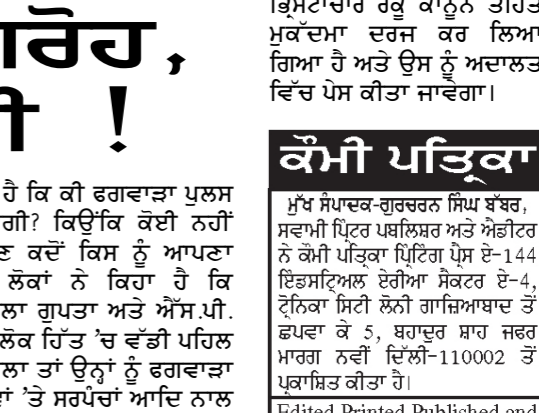 ਰੋਹ,
ੀ !
ਹੈ ਕਿ ਕੀ ਫਗਵਾੜਾ ਪੁਲਸ
ਗੀ? ਕਿਉਂਕਿ ਕੋਈ ਨਹੀਂ
ਣ ਕਦੋਂ ਕਿਸ ਨੂੰ ਆਪਣਾ
ਲੋਕਾਂ ਨੇ ਕਿਹਾ ਹੈ ਕਿ
ਲਾ ਗੁਪਤਾ ਅਤੇ ਐੱਸ.ਪੀ.
ਲੋਕ ਹਿੱਤ ’ਚ ਵੱਡੀ ਪਹਿਲ
ਲਾ ਤਾਂ ਉਨ੍ਹਾਂ ਨੂੰ ਫਗਵਾੜਾ
ਾਂ ’ਤੇ ਸਰਪੰਚਾਂ ਆਦਿ ਨਾਲ
ਭ੍ਰਿਸਟਾਚਾਰ ਰੋਕੂ ਕਾਨੂੰਨ ਤਹਿਤ
ਮੁਕੱਦਮਾ ਦਰਜ ਕਰ ਲਿਆ
ਗਿਆ ਹੈ ਅਤੇ ਉਸ ਨੂੰ ਅਦਾਲਤ
ਵਿੱਚ ਪੇਸ ਕੀਤਾ ਜਾਵੇਗਾ।
ਕੌਮੀ ਪਤ੍ਰਿਕਾ
ਮੁੱਖ ਸੰਪਾਦਕ-ਗੁਰਚਰਨ ਸਿੰਘ ਬੱਬਰ,
ਸਵਾਮੀ ਪ੍ਰਿੰਟਰ ਪਬਲਿਸ਼ਰ ਅਤੇ ਐਡੀਟਰ
ਨੇ ਕੌਮੀ ਪਤ੍ਰਿਕਾ ਪ੍ਰਿੰਟਿੰਗ ਪ੍ਰੈਸ ਏ-144
ਇੰਡਸਟ੍ਰਿਅਲ ਏਰੀਆ ਸੈਕਟਰ ਏ-4,
ਟ੍ਰੋਨਿਕਾ ਸਿਟੀ ਲੋਨੀ ਗਾਜ਼ਿਆਬਾਦ ਤੋਂ
ਛਪਵਾ ਕੇ 5, ਬਹਾਦੁਰ ਸ਼ਾਹ ਜਫਰ
ਮਾਰਗ ਨਵੀਂ ਦਿੱਲੀ-110002 ਤੋਂ
ਪ੍ਰਕਾਸ਼ਿਤ ਕੀਤਾ ਹੈ।
Edited Printed Published and